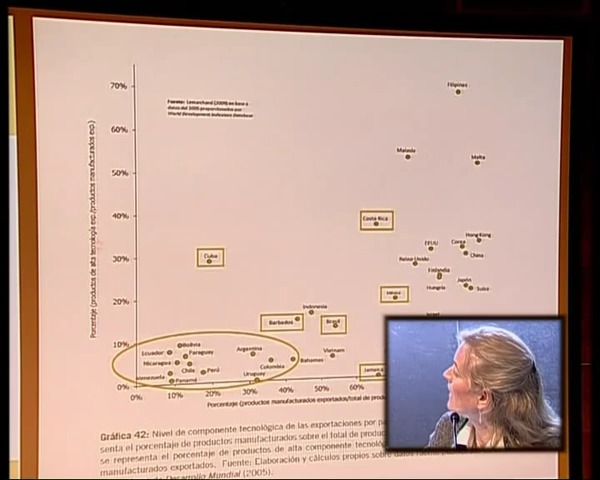 Filipinas
70%
Fuente: Lemarchand (2009) en base a
datos del 2005 proporcionados por
World Development Indicators Database
60%
Malasia
Malta
50%
40%
Costa Rica
Hong Kong
EEUU
Corea
China
30%
Cuba
Reino Unido
Finlandia
Japón
Hungría
Suiza
20%
México
Indonesia
Barbados
Brasil
Israel
10%
Bolivia
Ecuador
Paraguay
Argentina
Vietnam
Nicaragua
Colombia
Bahamas
Chile
Perú
Venezuela
Panamá
Uruguay
Jamaica
0%
0%
10%
20%
30%
40%
50%
60%
Porcentaje (productos de alta tecnología exp./productos manufacturados exp.)
Porcentaje (productos manufacturados exportados/total de prod
Gráfica 42: Nivel de componente tecnológica de las exportaciones por p
senta el porcentaje de productos manufacturados sobre el total de produc
se representa el porcentaje de productos de alta componente tecnoló
manufacturados exportados. Fuente: Elaboración y cálculos propios sobre datos
Desarrollo Mundial (2005).